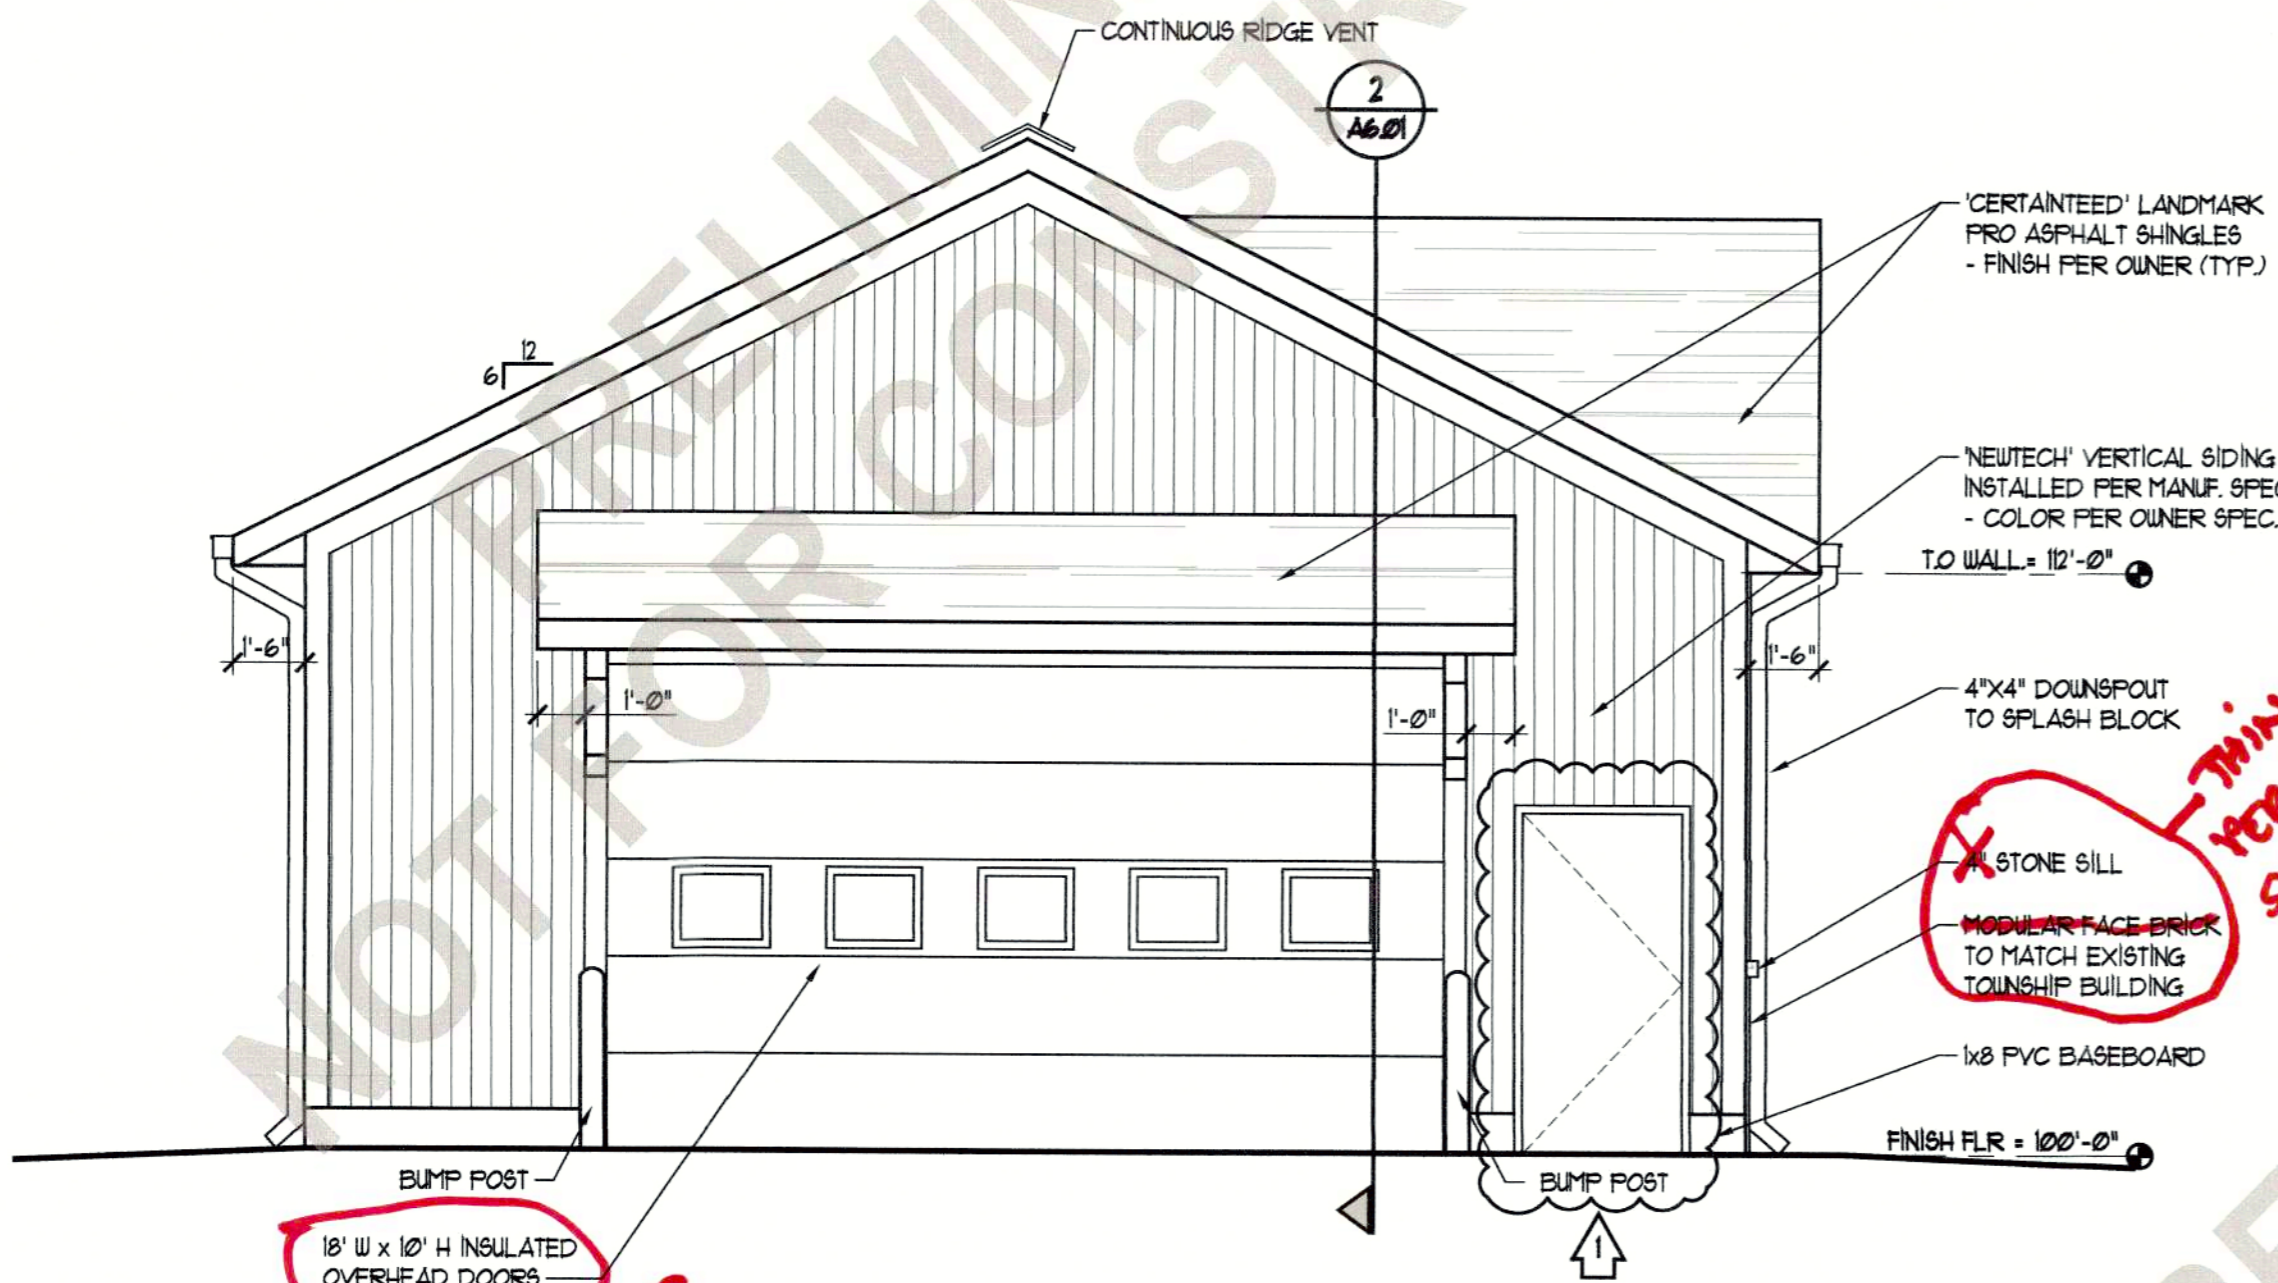 CONTINUOUS RIDGE VENT
2
A6.01
'CERTAINTEED' LANDMARK
PRO ASPHALT SHINGLES
- FINISH PER OWNER (TYP.)
12
6
'NEWTECH' VERTICAL SIDING
INSTALLED PER MANUF. SPEC
- COLOR PER OWNER SPEC.
T.O WALL = 112'-0"
1'-6"
1'-6"
1'-0"
1'-0"
4"X4" DOWNSPOUT
TO SPLASH BLOCK
THIN
4" STONE SILL
MODULAR FACE BRICK
TO MATCH EXISTING
TOWNSHIP BUILDING
1x8 PVC BASEBOARD
FINISH FLR = 100'-0"
BUMP POST
BUMP POST
1
18' W x 10' H INSULATED
OVERHEAD DOORS
PRELIMIN
NOT FOR CONSTR